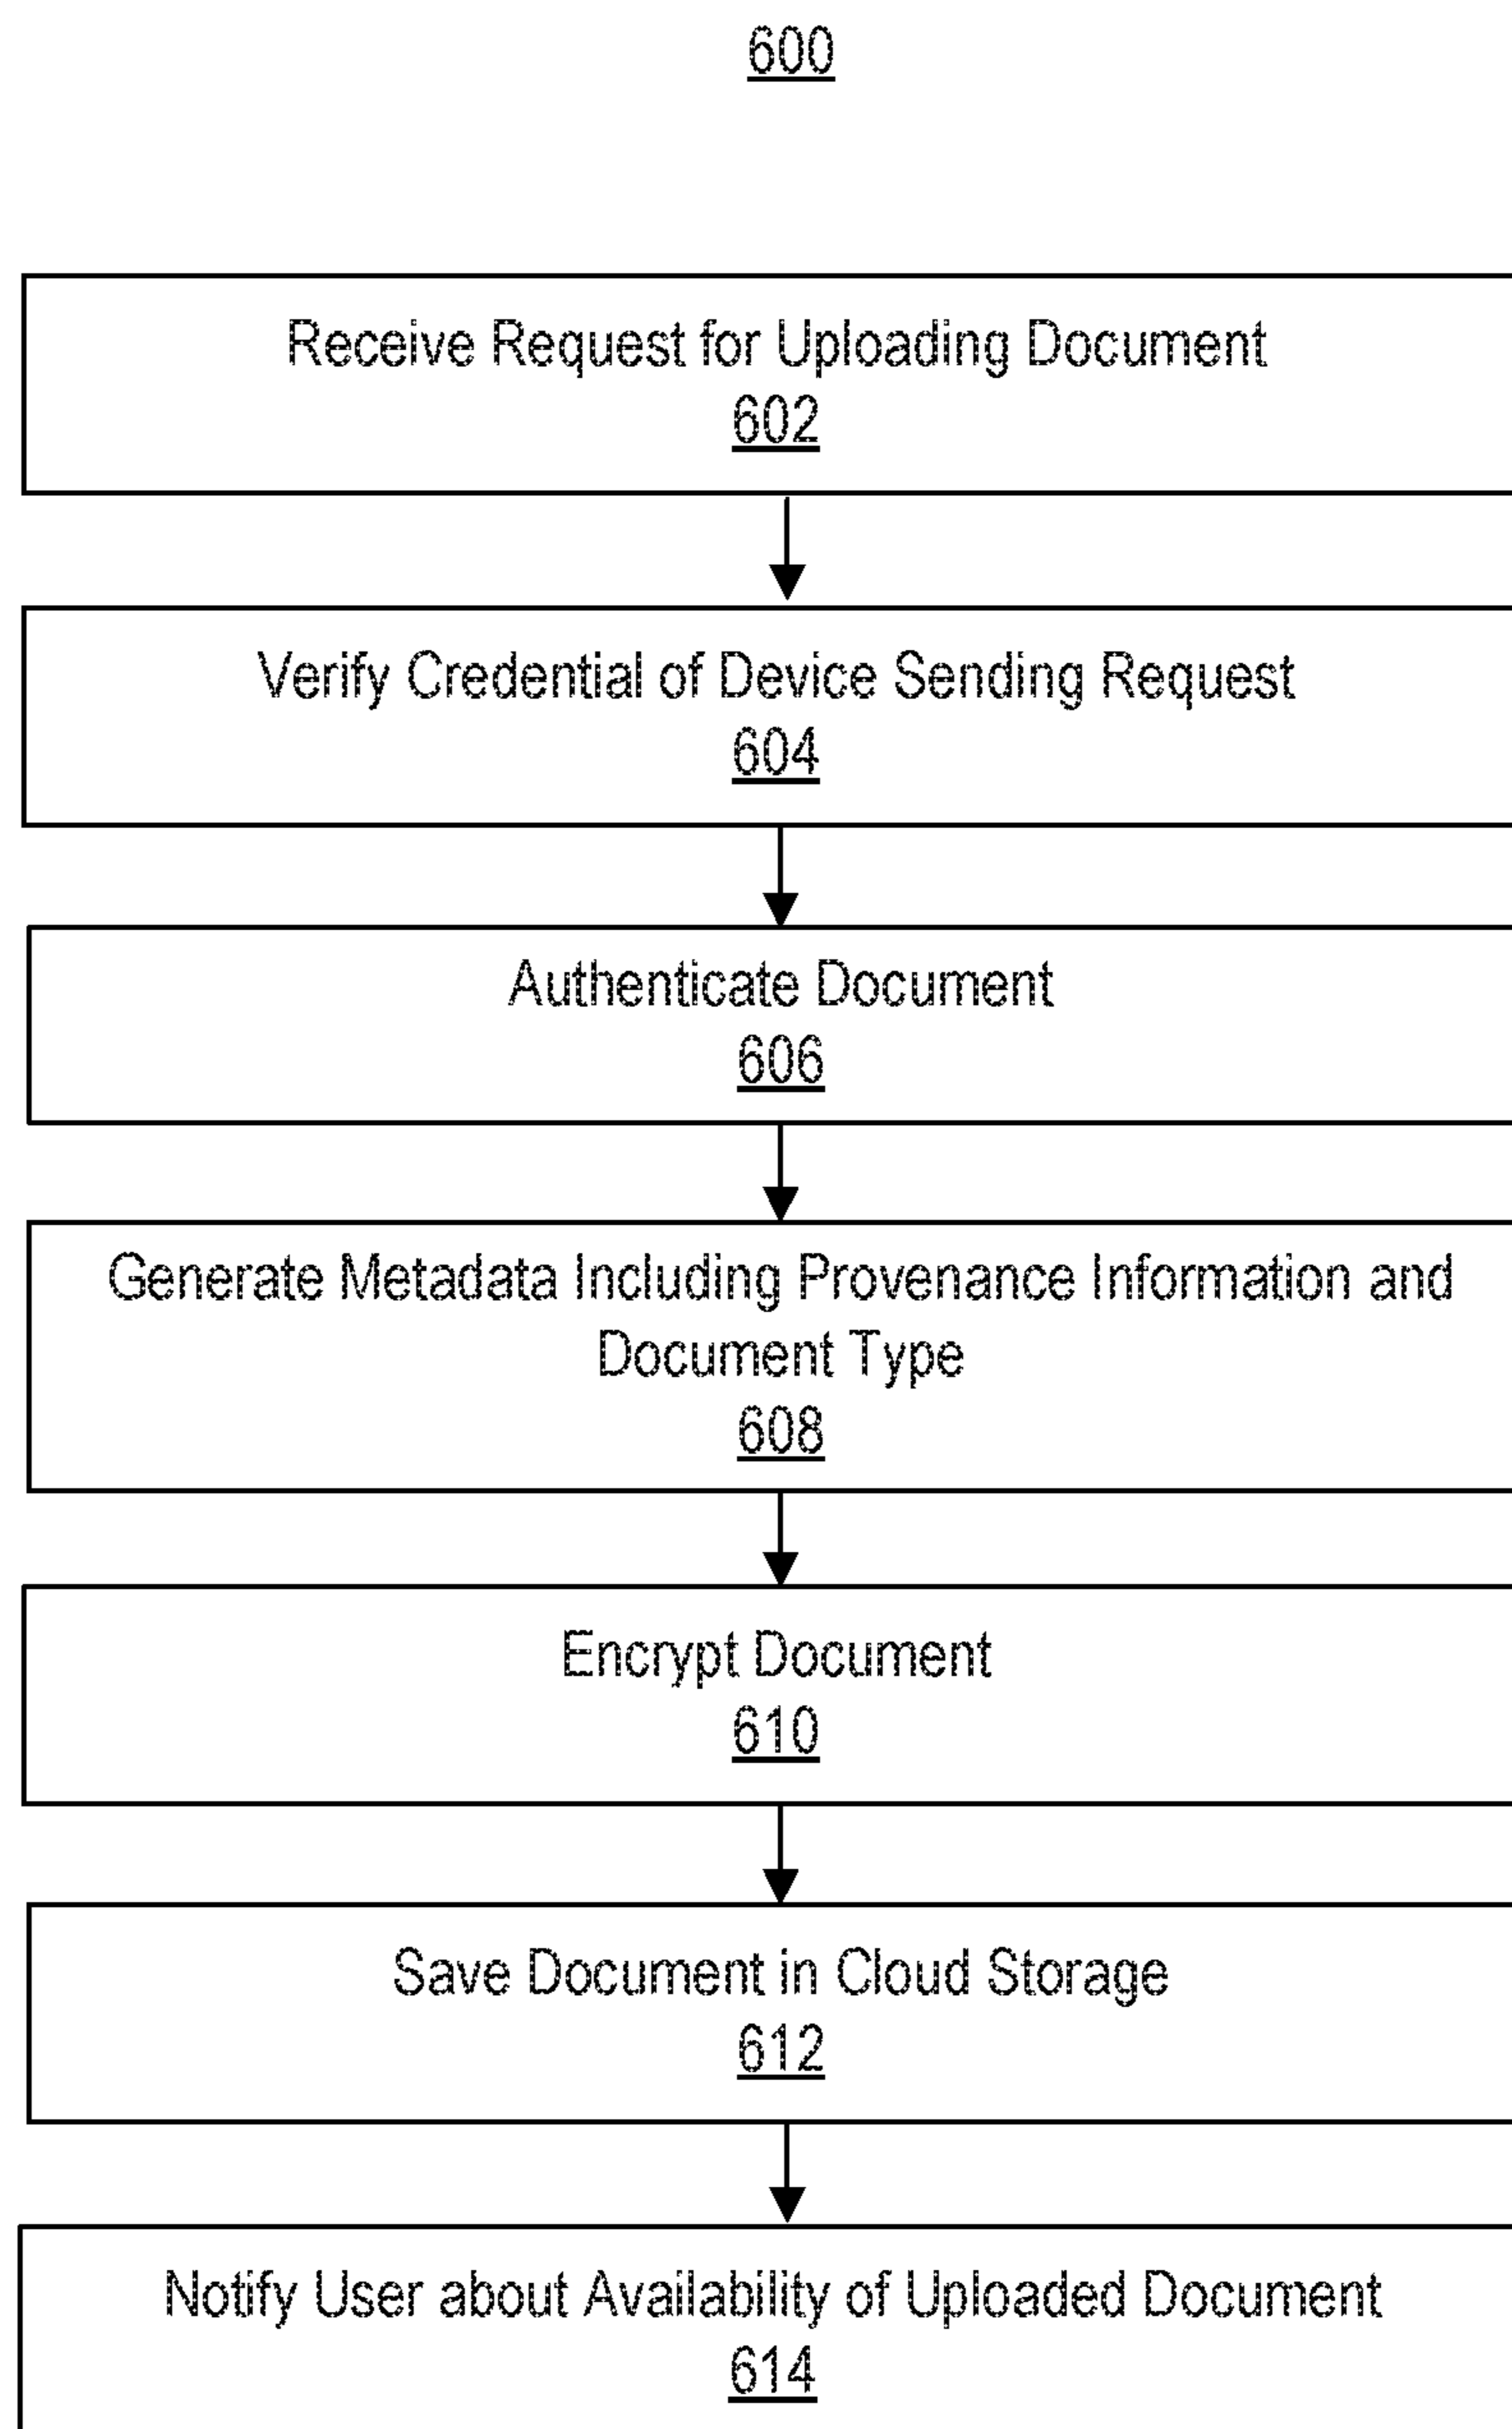 600
Receive Request for Uploading Document
602
Verify Credential of Device Sending Request
604
Authenticate Document
606
Generate Metadata Including Provenance Information and
Document Type
608
Encrypt Document
610
Save Document in Cloud Storage
612
Notify User about Availability of Uploaded Document
614